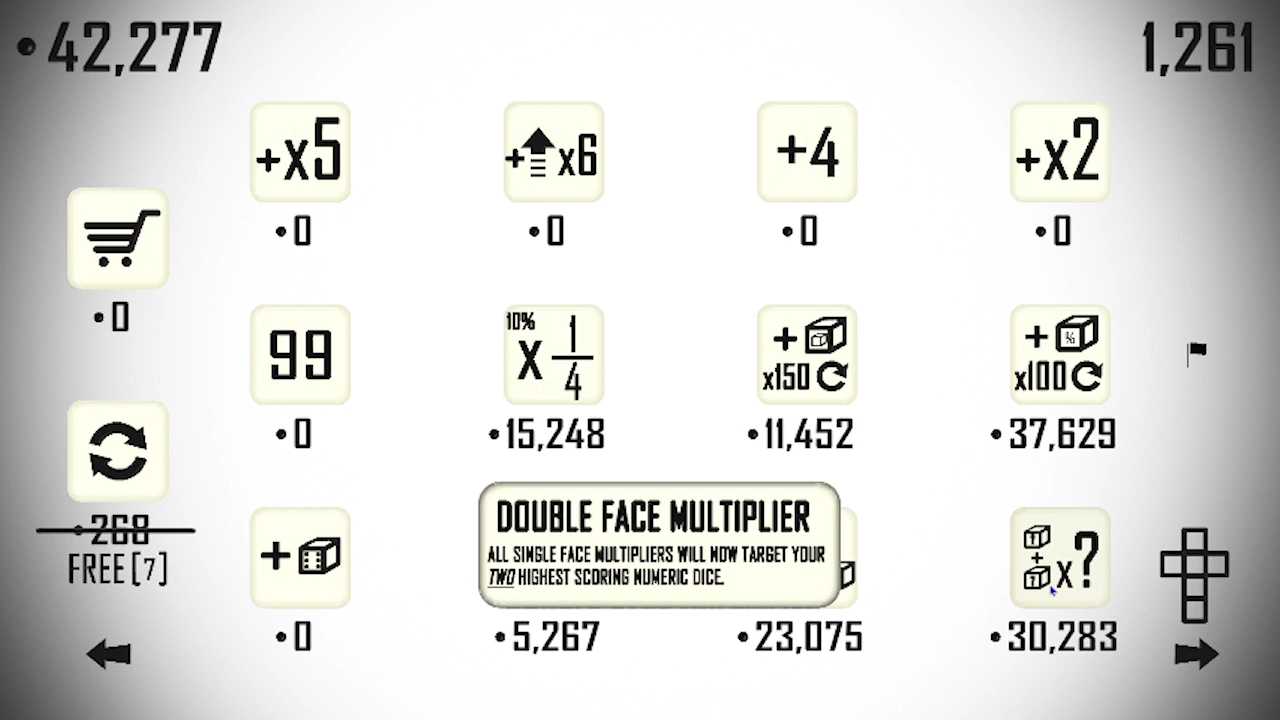 42,277
1,261
+x5
+ x6
+4
+x2
0
0
0
0
0
99
10%
x 1/4
+
x150
+ %
x100
0
15,248
11,452
37,629
268
FREE[7]
+
DOUBLE FACE MULTIPLIER
ALL SINGLE FACE MULTIPLIERS WILL NOW TARGET YOUR
TWO HIGHEST SCORING NUMERIC DICE.
+
x?
0
5,267
23,075
30,283